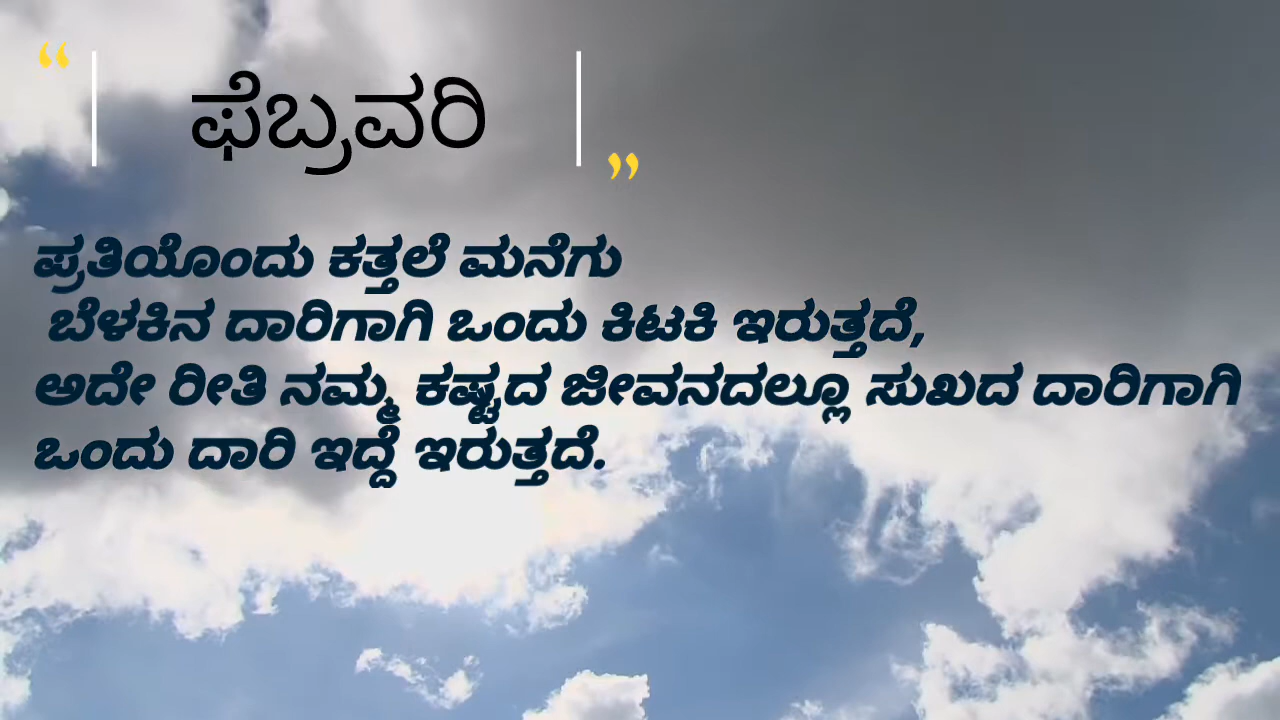 “ ಫೆಬ್ರವರಿ ”
ಪ್ರತಿಯೊಂದು ಕತ್ತಲೆ ಮನೆಗು
ಬೆಳಕಿನ ದಾರಿಗಾಗಿ ಒಂದು ಕಿಟಕಿ ಇರುತ್ತದೆ,
ಅದೇ ರೀತಿ ನಮ್ಮ ಕಷ್ಟದ ಜೀವನದಲ್ಲೂ ಸುಖದ ದಾರಿಗಾಗಿ
ಒಂದು ದಾರಿ ಇದ್ದೆ ಇರುತ್ತದೆ.